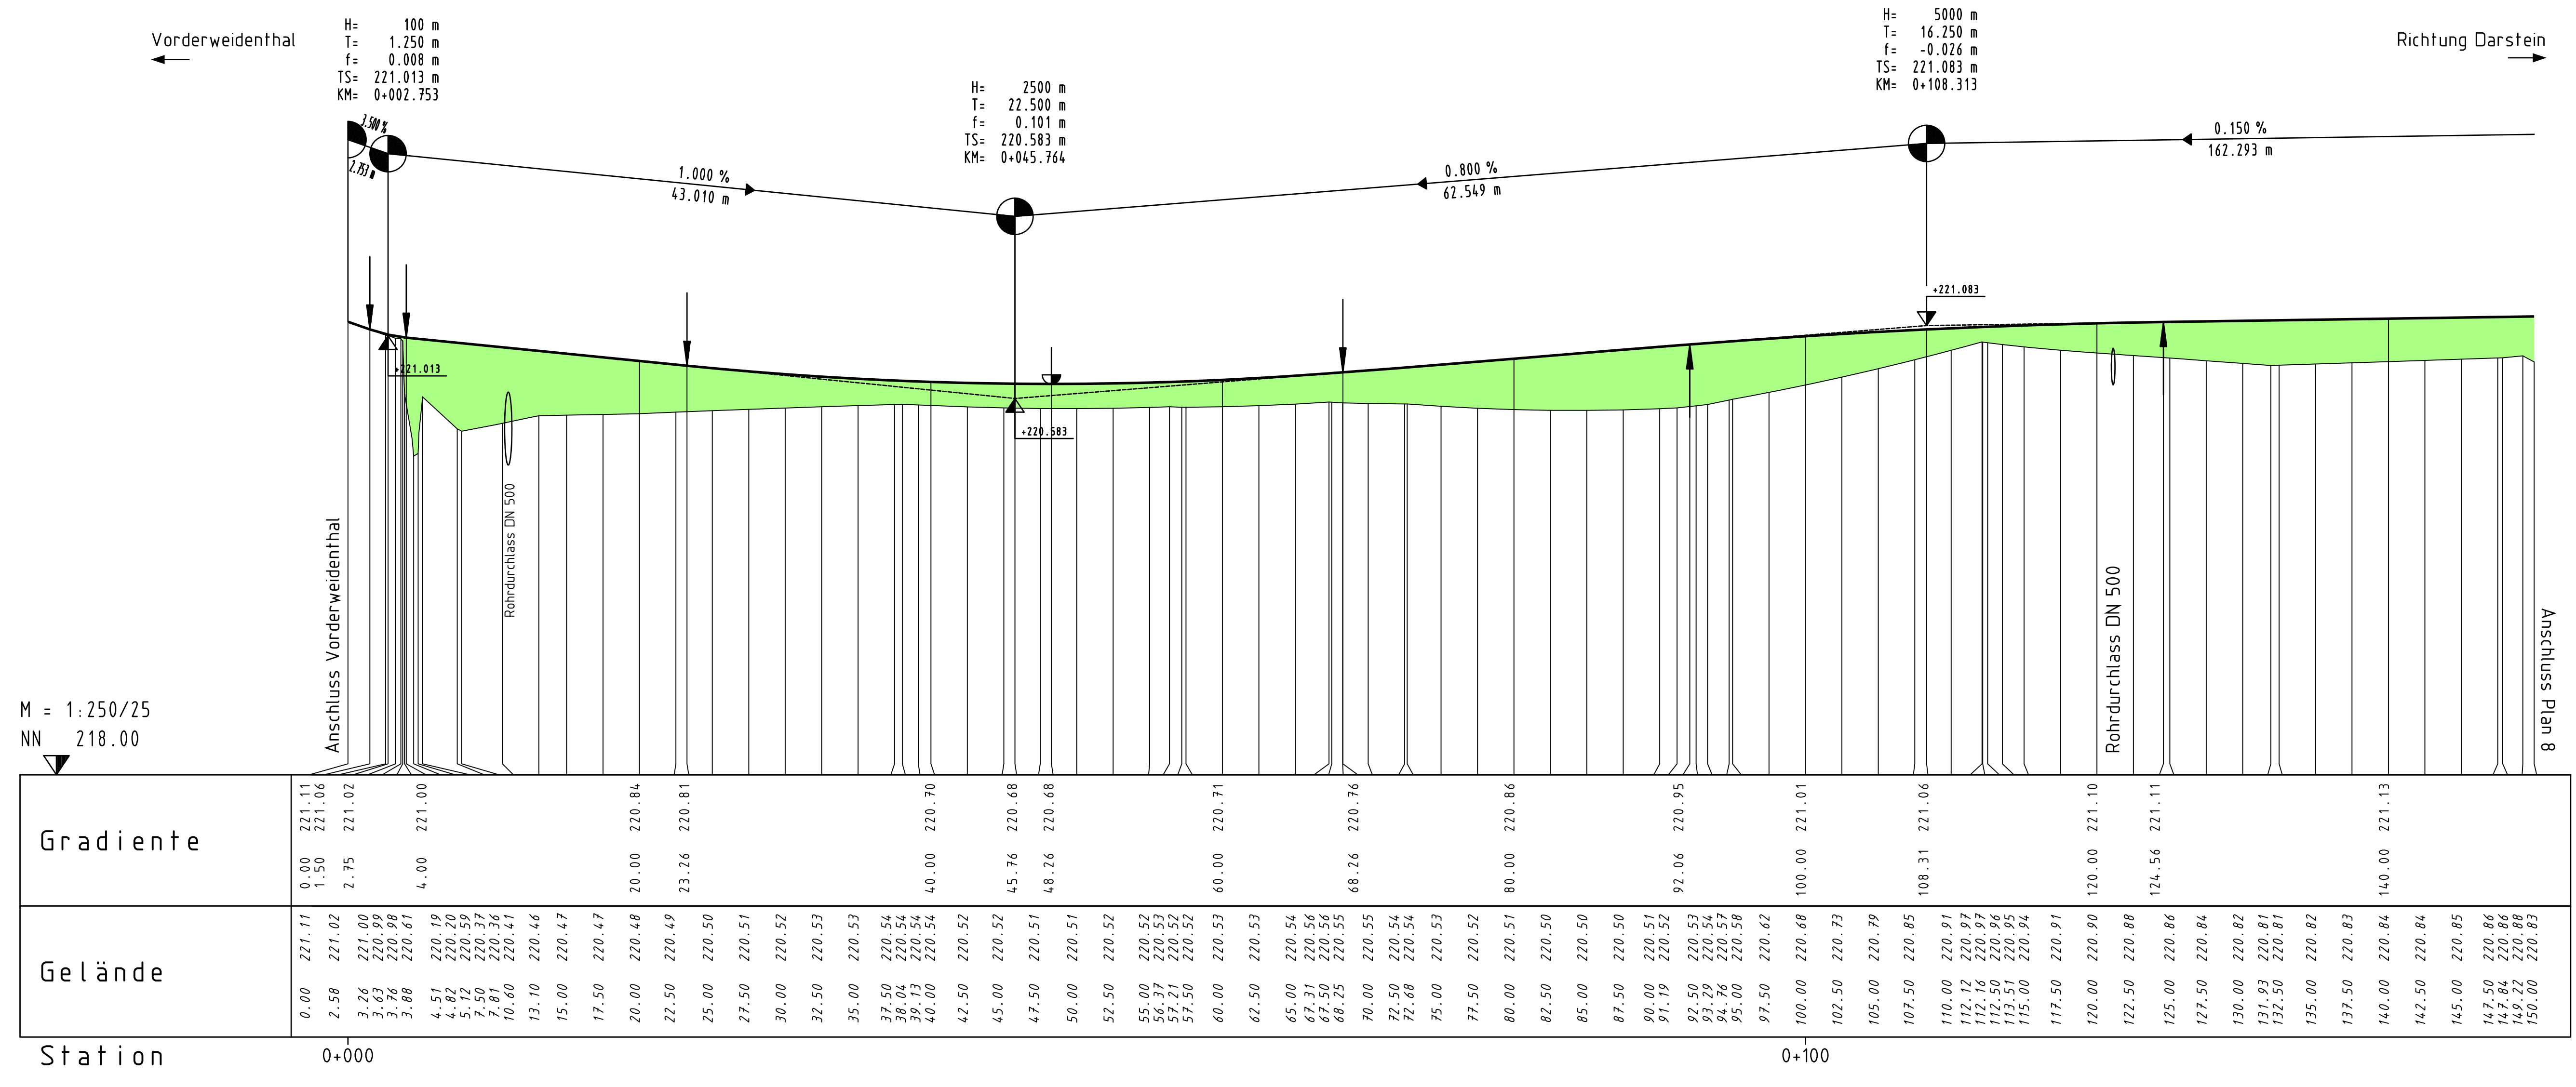 Vorderweidenthal
H= 100 m
T= 1.250 m
f= 0.008 m
TS= 221.013 m
KM= 0+002.753
H= 2500 m
T= 22.500 m
f= 0.101 m
TS= 220.583 m
KM= 0+045.764
H= 5000 m
T= 16.250 m
f= -0.026 m
TS= 221.083 m
KM= 0+108.313
Richtung Darstein
3.500 %
2.753 m
1.000 %
43.010 m
0.800 %
62.549 m
0.150 %
162.293 m
+221.013
+220.583
+221.083
Anschluss Vorderweidenthal
Rohrdurchlass DN 500
Rohrdurchlass DN 500
Anschluss Plan 8
M = 1:250/25
NN 218.00
Gradiente
221.11 221.06 221.02 221.00 220.84 220.81 220.70 220.68 220.68 220.71 220.76 220.86 220.95 221.01 221.06 221.10 221.11 221.13
0.00 1.50 2.75 4.00 20.00 23.26 40.00 45.76 48.26 60.00 68.26 80.00 92.06 100.00 108.31 120.00 124.56 140.00
Gelände
221.11 221.02 221.00 220.99 220.98 220.61 220.19 220.20 220.59 220.37 220.36 220.41 220.46 220.47 220.47 220.48 220.49 220.50 220.51 220.52 220.53 220.53 220.54 220.54 220.54 220.54 220.52 220.52 220.51 220.51 220.52 220.52 220.53 220.52 220.52 220.53 220.53 220.54 220.56 220.56 220.55 220.55 220.54 220.54 220.53 220.52 220.51 220.50 220.50 220.50 220.51 220.52 220.53 220.54 220.57 220.58 220.62 220.68 220.73 220.79 220.85 220.91 220.97 220.97 220.96 220.95 220.94 220.91 220.90 220.88 220.86 220.84 220.82 220.81 220.81 220.82 220.83 220.84 220.84 220.85 220.86 220.86 220.88 220.83
0.00 2.58 3.26 3.63 3.76 3.88 4.51 4.82 5.12 7.50 7.81 10.60 13.10 15.00 17.50 20.00 22.50 25.00 27.50 30.00 32.50 35.00 37.50 38.04 39.13 40.00 42.50 45.00 47.50 50.00 52.50 55.00 56.37 57.21 57.50 60.00 62.50 65.00 67.31 67.50 68.25 70.00 72.50 72.68 75.00 77.50 80.00 82.50 85.00 87.50 90.00 91.19 92.50 93.29 94.76 95.00 97.50 100.00 102.50 105.00 107.50 110.00 112.12 112.16 112.50 113.51 115.00 117.50 120.00 122.50 125.00 127.50 130.00 131.93 132.50 135.00 137.50 140.00 142.50 145.00 147.50 147.84 149.22 150.00
Station
0+000
0+100